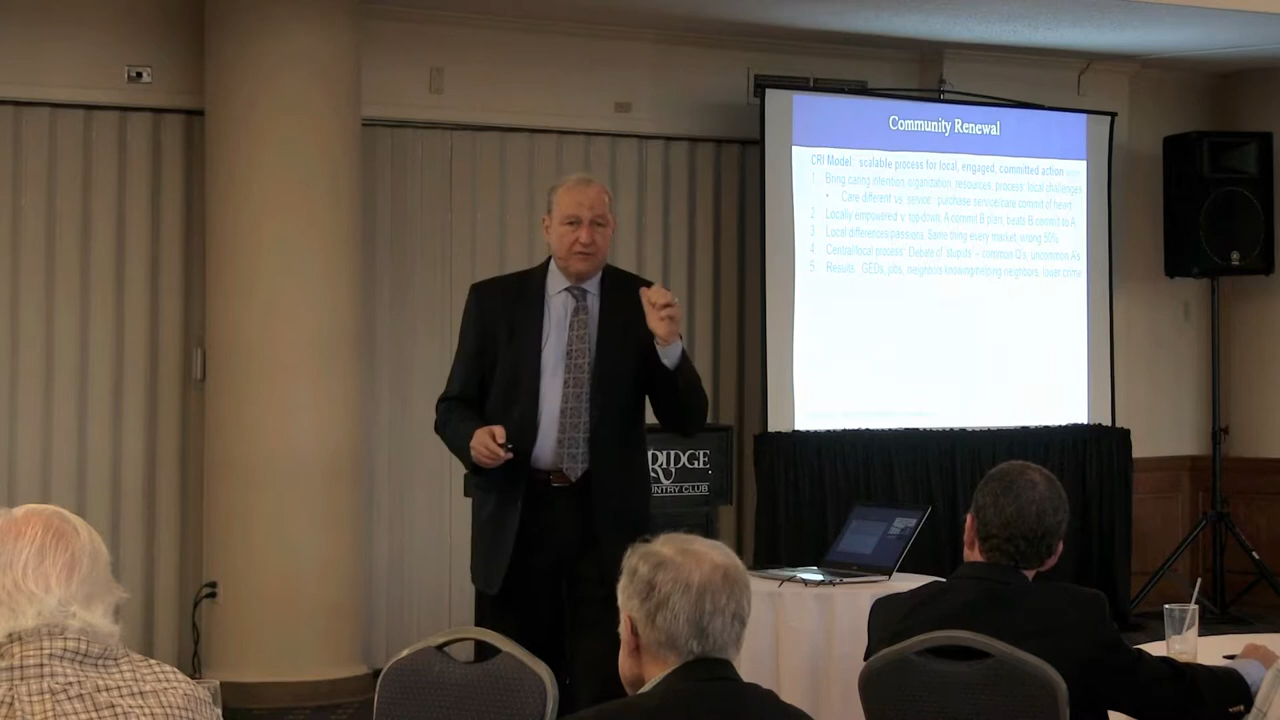 Community Renewal
CRI Model: scalable process for local, engaged, committed action
1. Bring caring intention, organization, resources, process: local challenges
• Care different vs. service: purchase service/care commit of heart
2. Locally empowered v. top-down: A commit B plan, beats B commit to A
3. Local differences/passions: Same thing every market, wrong 50%
4. Central/local process: Debate of stupids – common Q's, uncommon A's
5. Results: GEDs, jobs, neighbors knowing/helping neighbors, lower crime
RIDGE
UNTRY CLUB